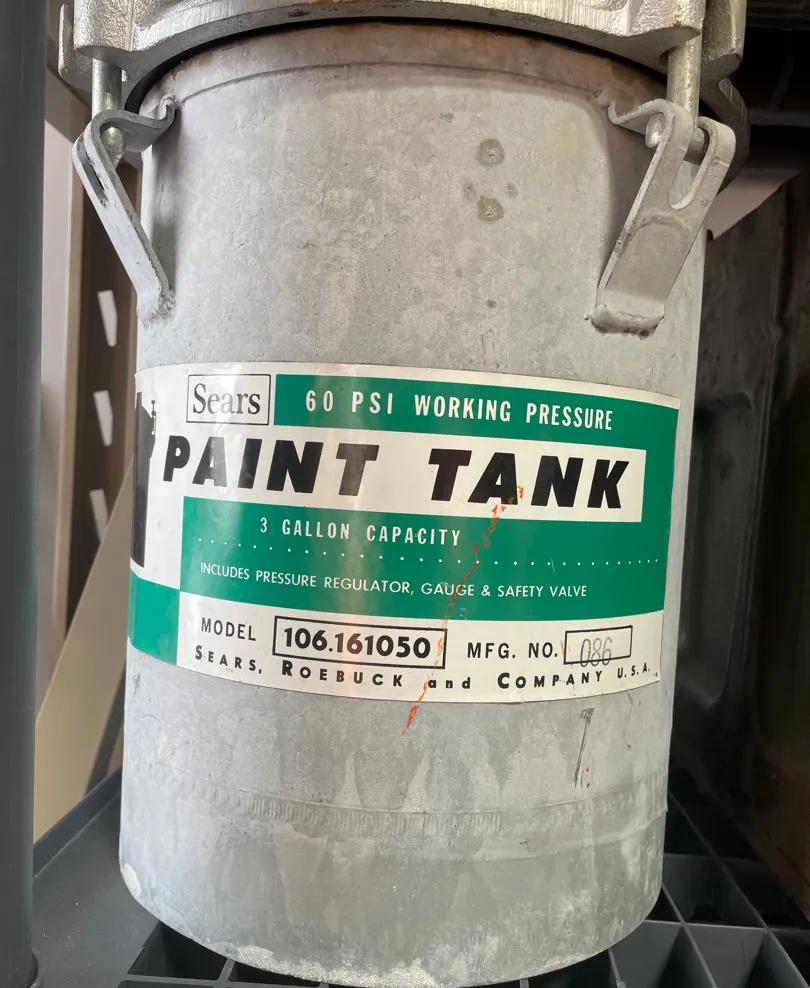 Sears
60 PSI WORKING PRESSURE
PAINT TANK
3 GALLON CAPACITY
INCLUDES PRESSURE REGULATOR, GAUGE & SAFETY VALVE
MODEL 106.161050 MFG. NO. 086
SEARS, ROEBUCK and COMPANY U.S.A.